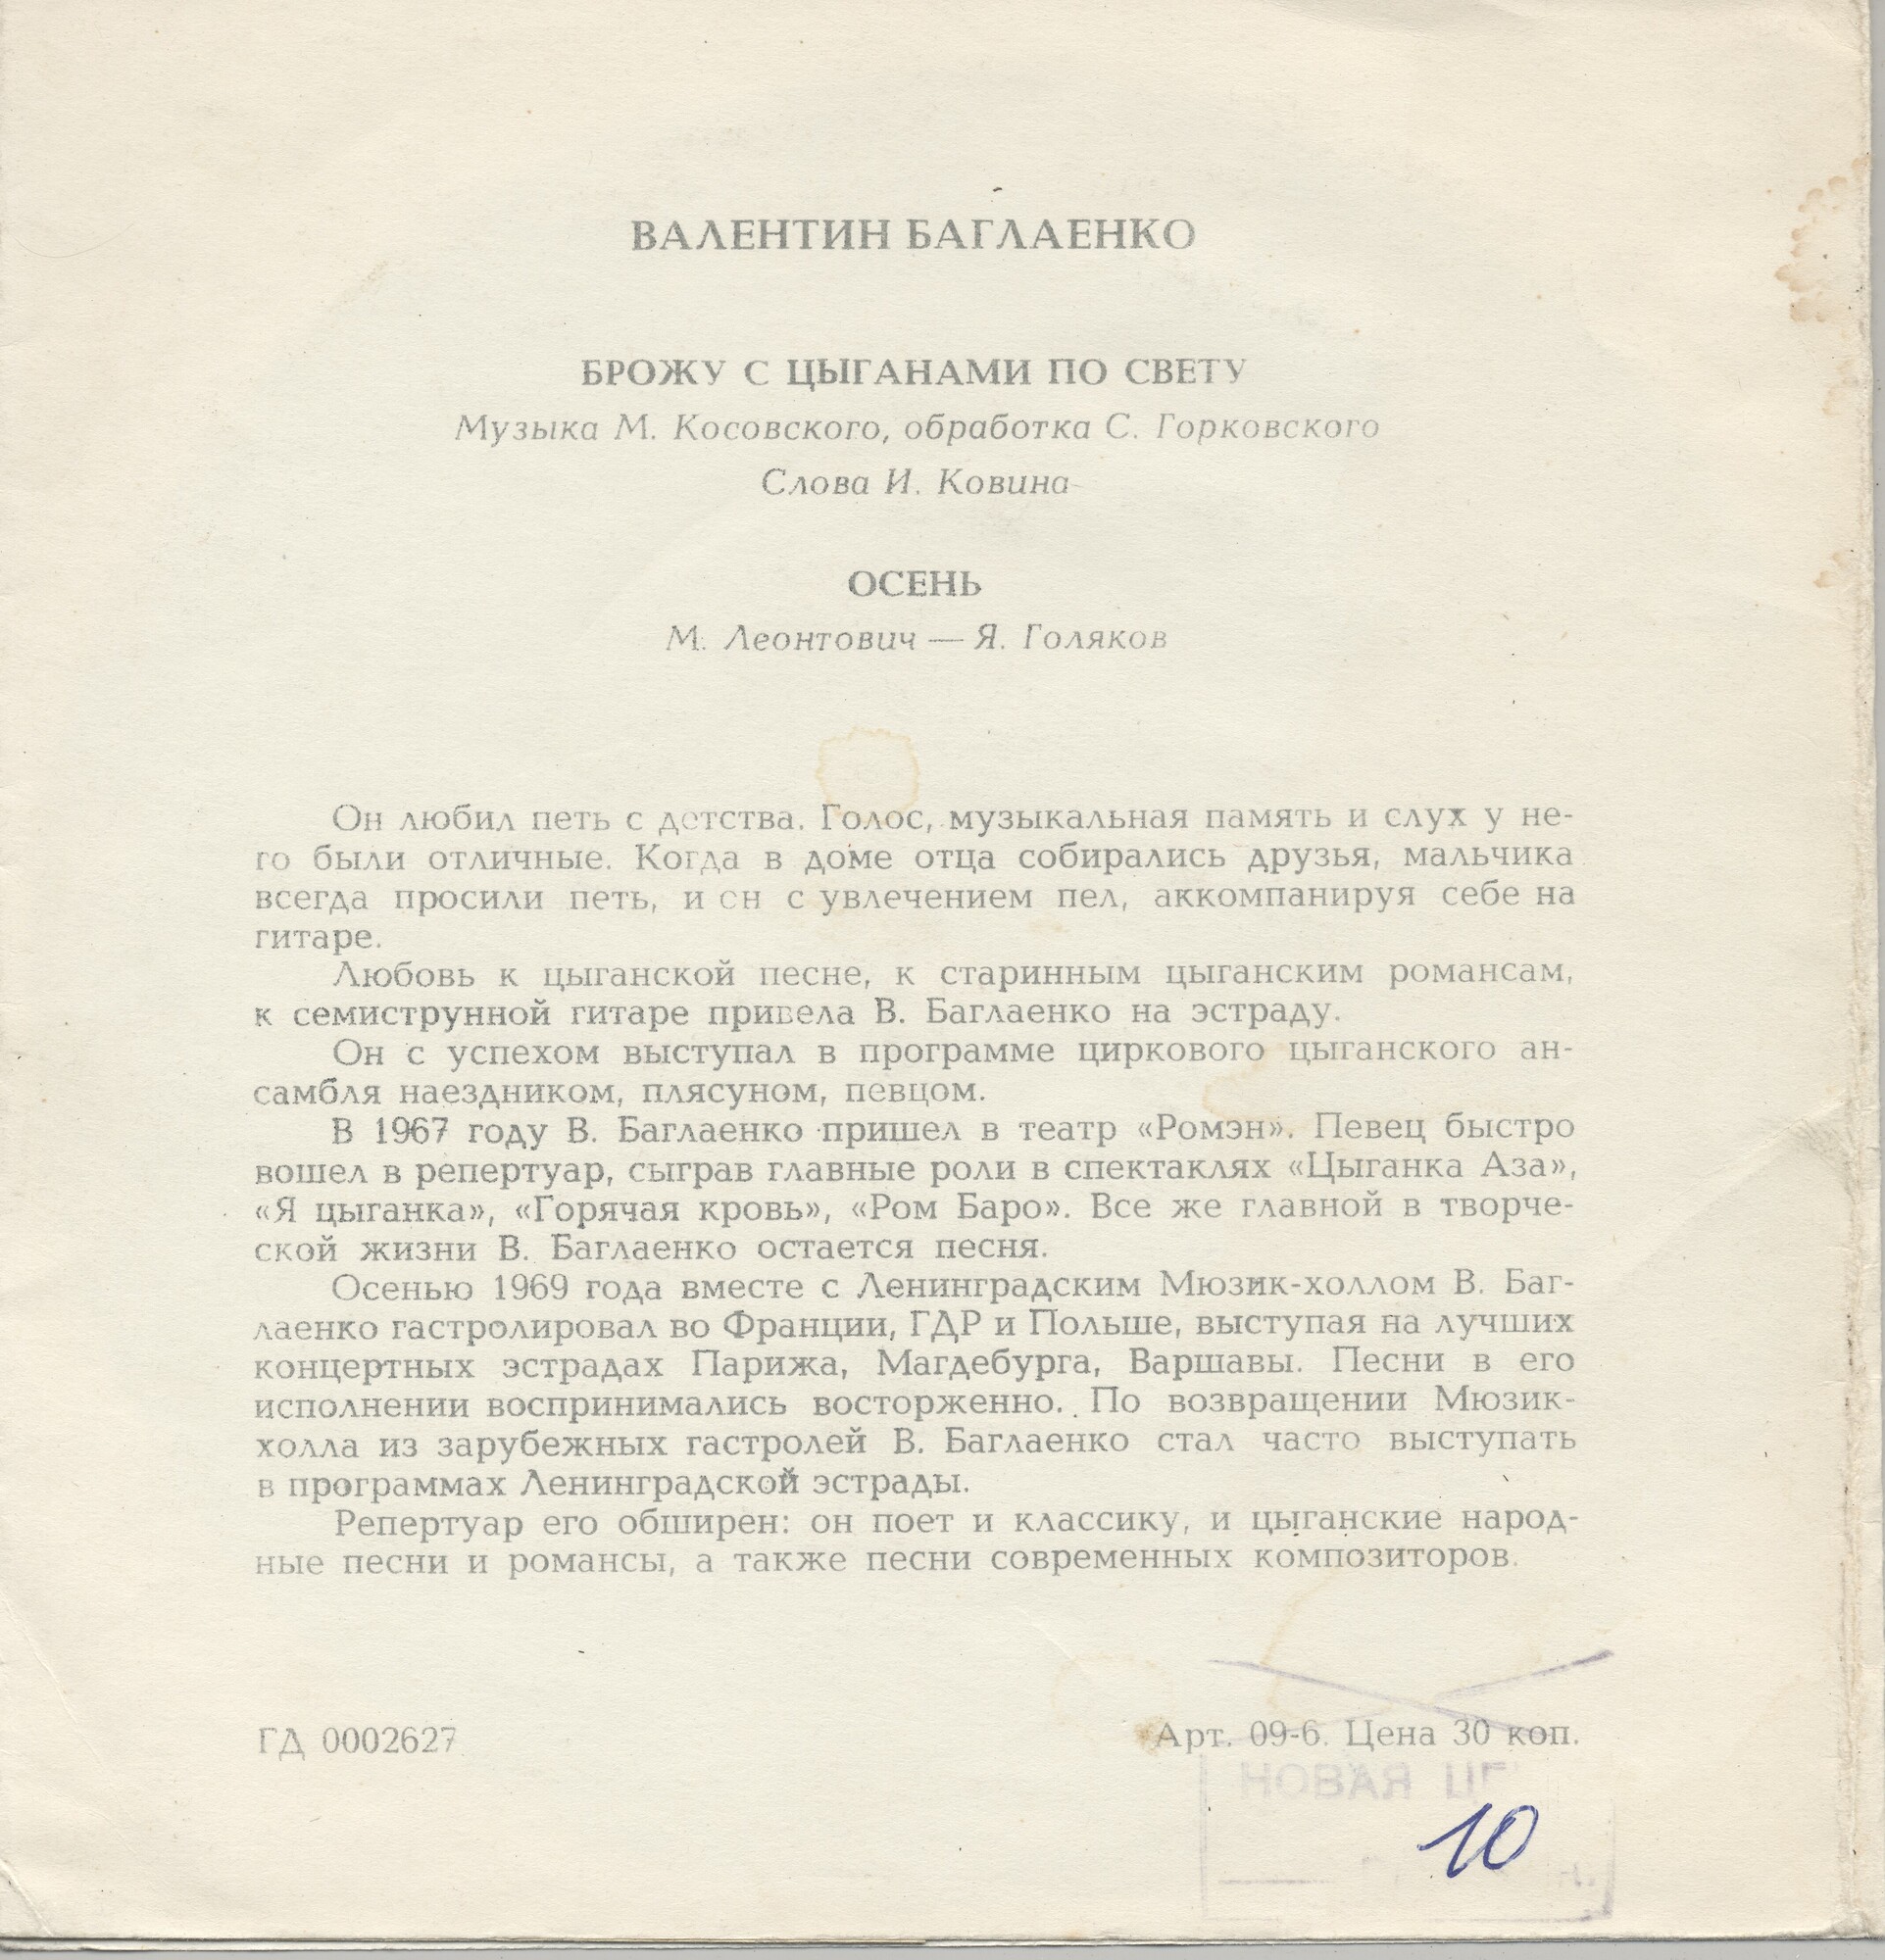 ВАЛЕНТИН БАГЛАЕНКО
БРОЖУ С ЦЫГАНАМИ ПО СВЕТУ
Музыка М. Косовского, обработка С. Горковского
Слова И. Ковина
ОСЕНЬ
М. Леонтович — Я. Голяков
Он любил петь с детства. Голос, музыкальная память и слух у не-
го были отличные. Когда в доме отца собирались друзья, мальчика
всегда просили петь, и он с увлечением пел, аккомпанируя себе на
гитаре.
Любовь к цыганской песне, к старинным цыганским романсам,
к семиструнной гитаре привела В. Баглаенко на эстраду.
Он с успехом выступал в программе циркового цыганского ан-
самбля наездником, плясуном, певцом.
В 1967 году В. Баглаенко пришел в театр «Ромэн». Певец быстро
вошел в репертуар, сыграв главные роли в спектаклях «Цыганка Аза»,
«Я цыганка», «Горячая кровь», «Ром Баро». Все же главной в творче-
ской жизни В. Баглаенко остается песня.
Осенью 1969 года вместе с Ленинградским Мюзик-холлом В. Баг-
лаенко гастролировал во Франции, ГДР и Польше, выступая на лучших
концертных эстрадах Парижа, Магдебурга, Варшавы. Песни в его
исполнении воспринимались восторженно. По возвращении Мюзик-
холла из зарубежных гастролей В. Баглаенко стал часто выступать
в программах Ленинградской эстрады.
Репертуар его обширен: он поет и классику, и цыганские народ-
ные песни и романсы, а также песни современных композиторов.
ГД 0002627
Арт. 09-6. Цена 30 коп.
НОВАЯ
10